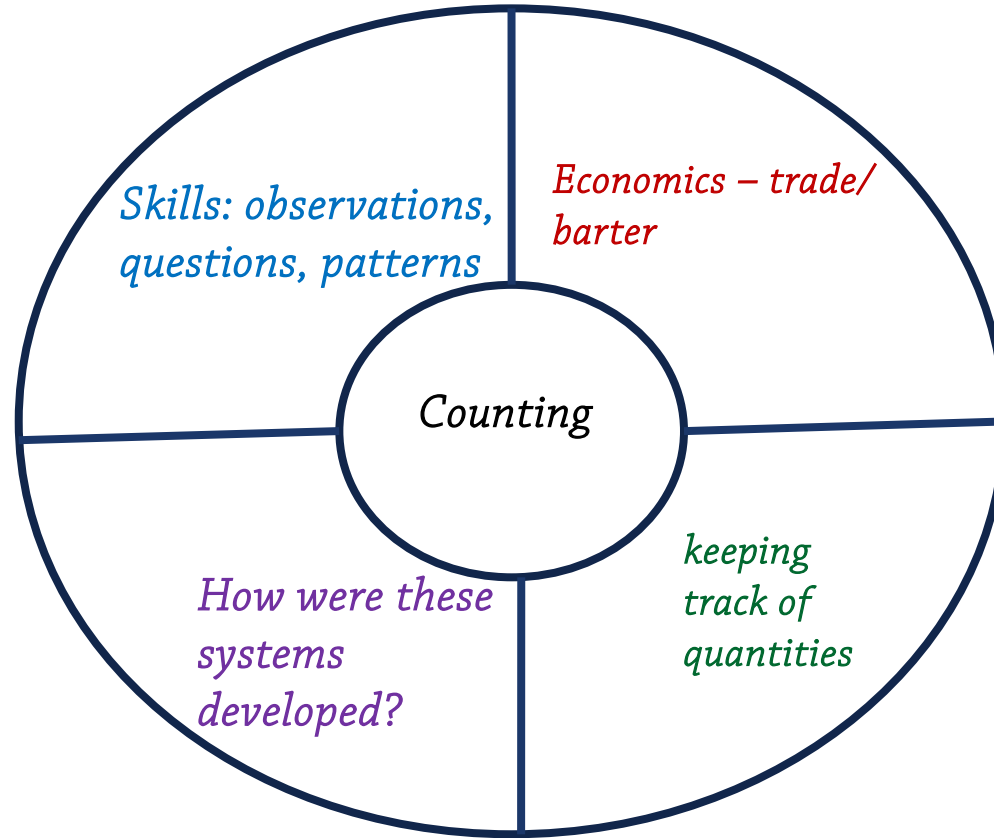 Skills: observations,
questions, patterns
Economics – trade/
barter
Counting
How were these
systems
developed?
keeping
track of
quantities